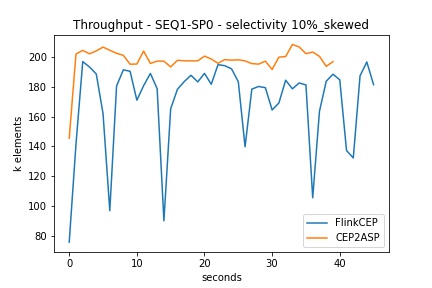 Throughput - SEQ1-SP0 - selectivity 10%_skewed
200
180
160
140
120
100
80
k elements
0
10
20
30
40
seconds
FlinkCEP
CEP2ASP